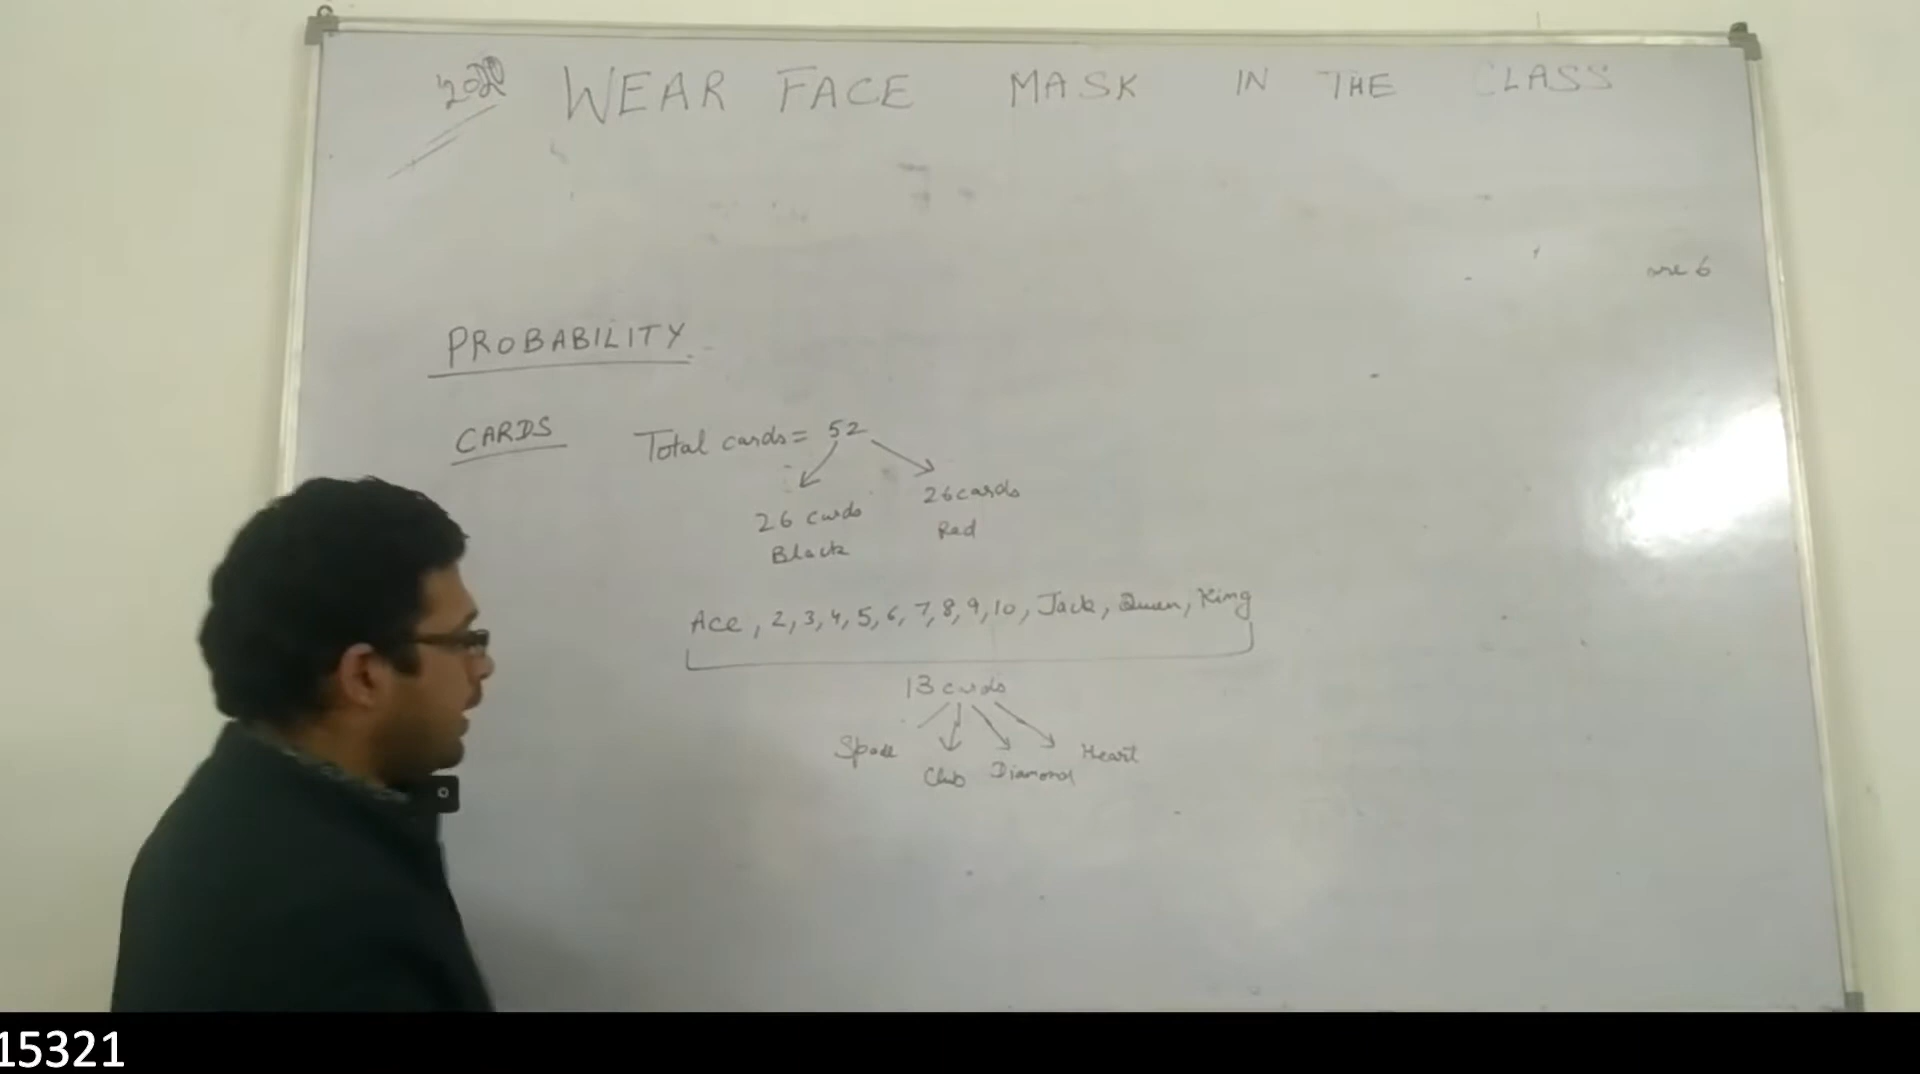 2020 WEAR FACE MASK IN THE CLASS
are 6
PROBABILITY
CARDS Total cards = 52
26 cards 26 cards
Black Red
Ace, 2, 3, 4, 5, 6, 7, 8, 9, 10, Jack, Queen, King
13 cards
Spade Club Diamond Heart
15321